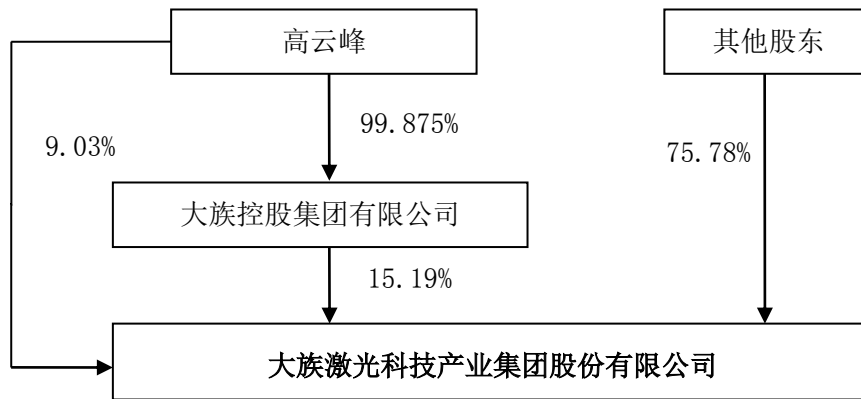 高云峰
其他股东
99.875%
9.03%
75.78%
大族控股集团有限公司
15.19%
大族激光科技产业集团股份有限公司